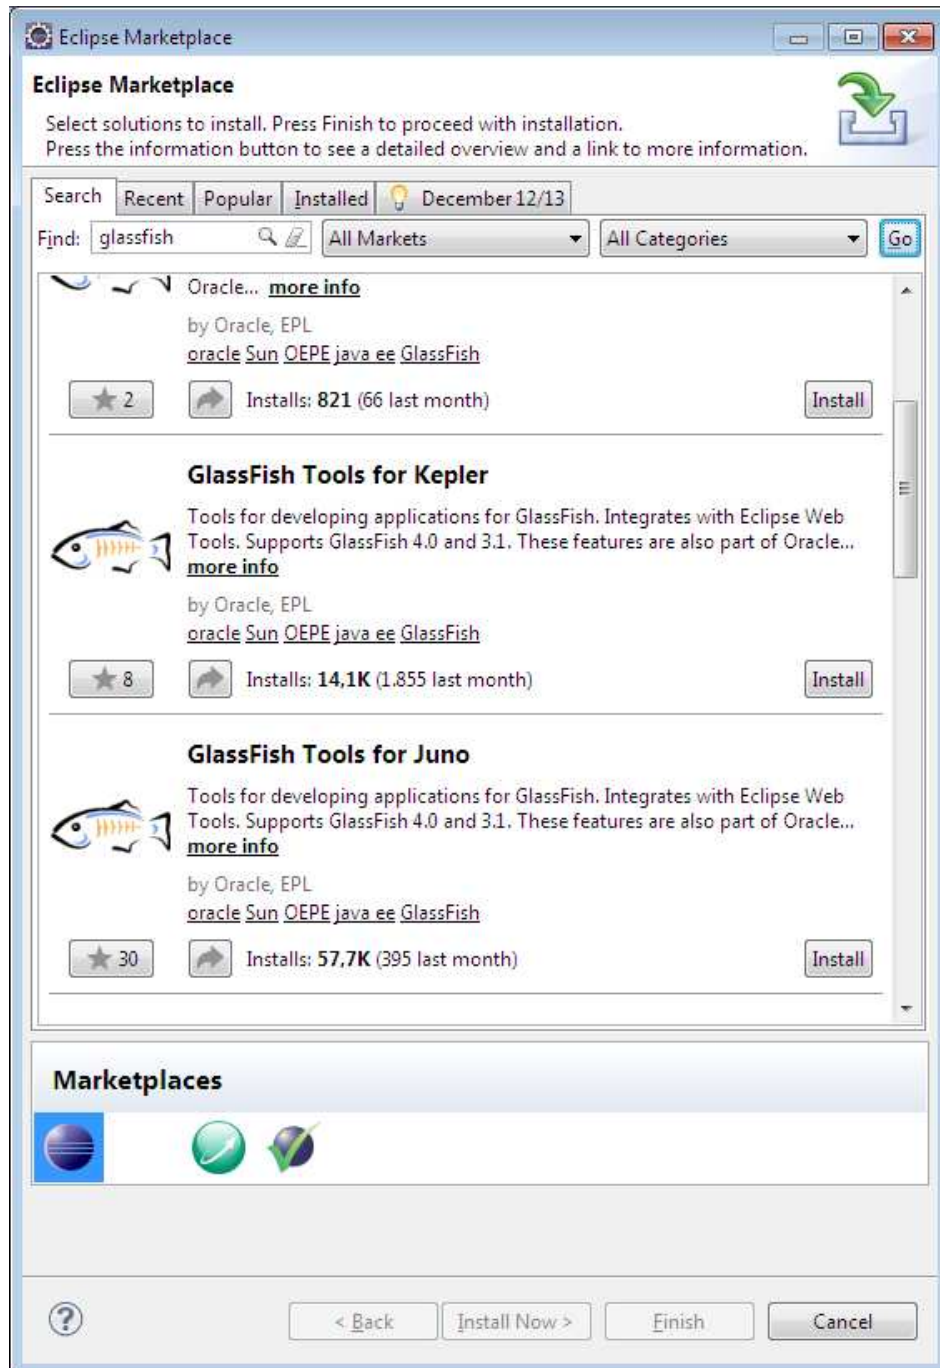 Eclipse Marketplace
Eclipse Marketplace
Select solutions to install. Press Finish to proceed with installation.
Press the information button to see a detailed overview and a link to more information.
Search Recent Popular Installed December 12/13
Find: glassfish All Markets All Categories Go
Oracle... more info
by Oracle, EPL
oracle Sun OEPE java ee GlassFish
2 Installs: 821 (66 last month) Install
GlassFish Tools for Kepler
Tools for developing applications for GlassFish. Integrates with Eclipse Web
Tools. Supports GlassFish 4.0 and 3.1. These features are also part of Oracle...
more info
by Oracle, EPL
oracle Sun OEPE java ee GlassFish
8 Installs: 14,1K (1.855 last month) Install
GlassFish Tools for Juno
Tools for developing applications for GlassFish. Integrates with Eclipse Web
Tools. Supports GlassFish 4.0 and 3.1. These features are also part of Oracle...
more info
by Oracle, EPL
oracle Sun OEPE java ee GlassFish
30 Installs: 57,7K (395 last month) Install
Marketplaces
? < Back Install Now > Finish Cancel